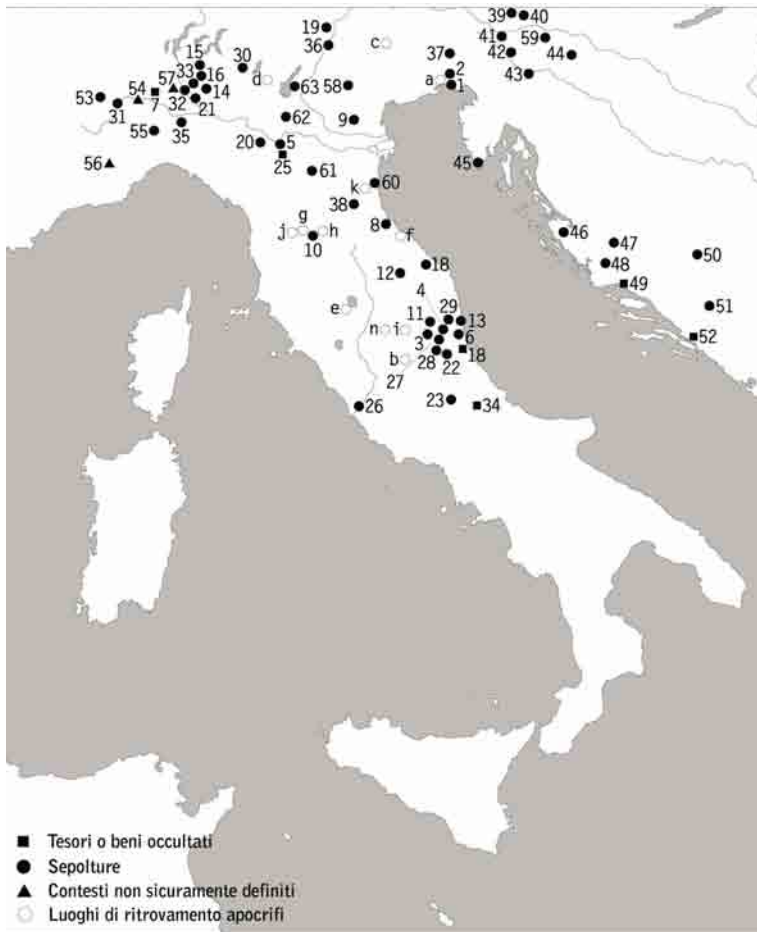 39 40
19
36 c 41 59
37 42 44
15 30
33 16 d 2 43
57 63 58 a 1
53 54 14
7 32 21
31 62 9
55 35
20 5 45
56 25
61
k 60
38
g 8 46 47
j h f 50
10 48
12 18 49
4
e 11 29 13 51
n i 6 52
3 18
b 28 22
27
26 23 34
Tesori o beni occultati
Sepolture
Contesti non sicuramente definiti
Luoghi di ritrovamento apocrifi